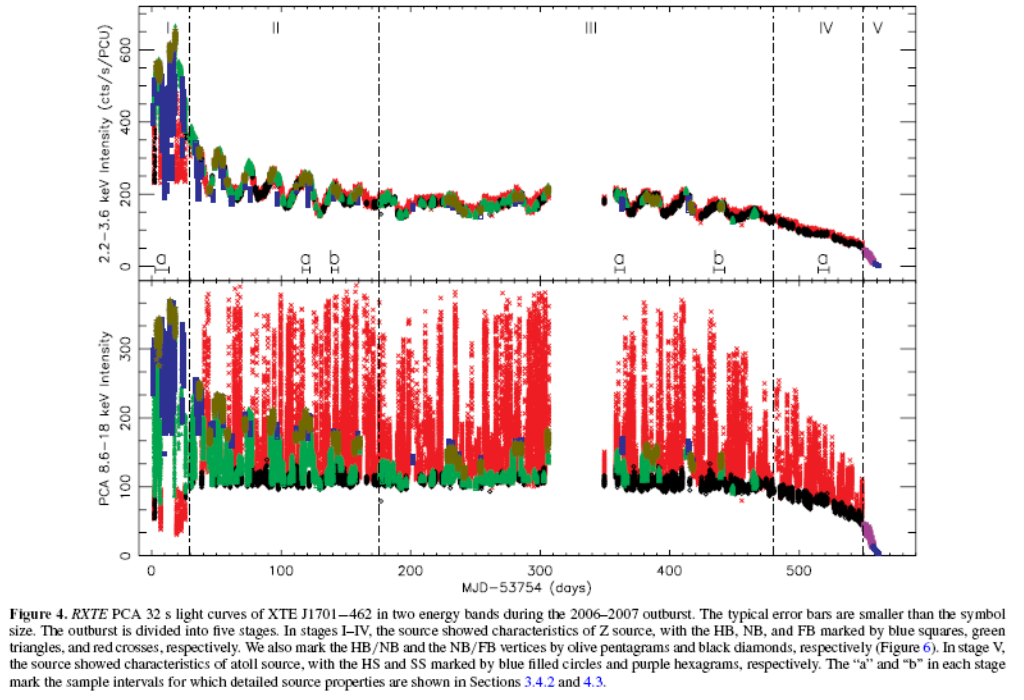 I II III IV V
600
400
200
0
2.2−3.6 keV Intensity (cts/s/PCU)
a a b a b a
300
200
100
0
PCA 8.6−18 keV Intensity
0 100 200 300 400 500
MJD−53754 (days)
Figure 4. RXTE PCA 32 s light curves of XTE J1701−462 in two energy bands during the 2006–2007 outburst. The typical error bars are smaller than the symbol
size. The outburst is divided into five stages. In stages I–IV, the source showed characteristics of Z source, with the HB, NB, and FB marked by blue squares, green
triangles, and red crosses, respectively. We also mark the HB/NB and the NB/FB vertices by olive pentagrams and black diamonds, respectively (Figure 6). In stage V,
the source showed characteristics of atoll source, with the HS and SS marked by blue filled circles and purple hexagrams, respectively. The “a” and “b” in each stage
mark the sample intervals for which detailed source properties are shown in Sections 3.4.2 and 4.3.